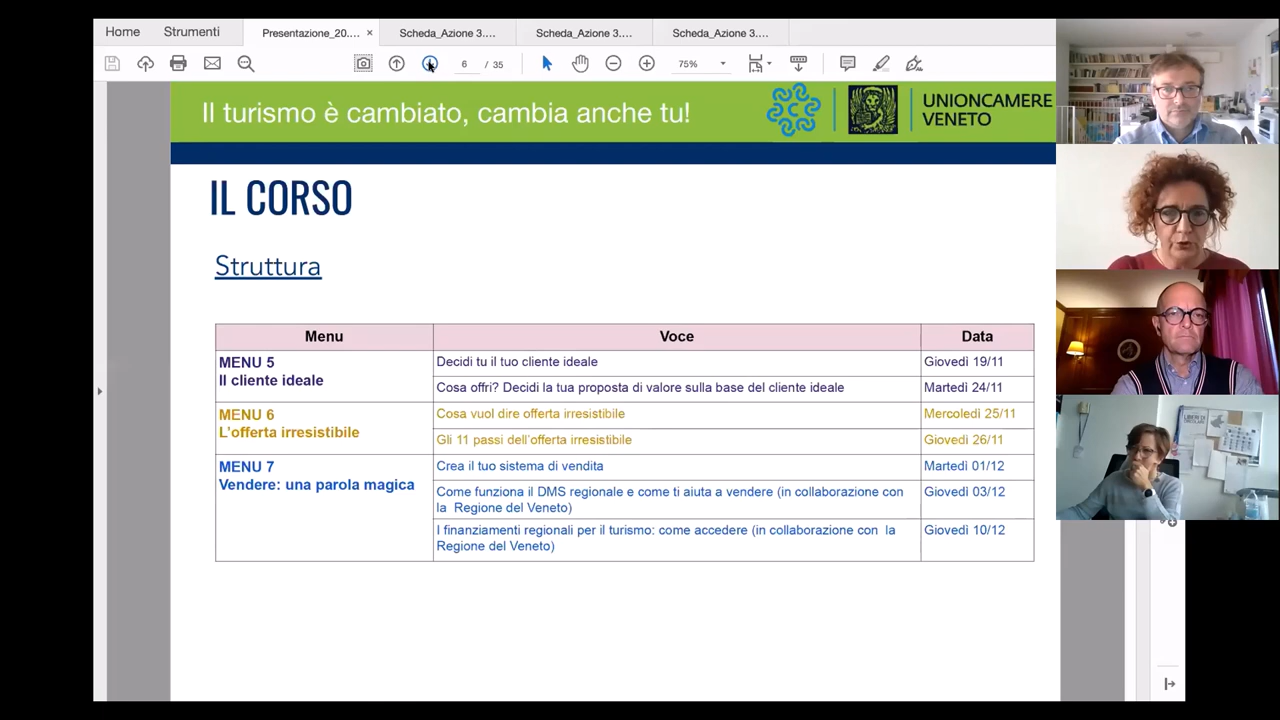 Home
Strumenti
Presentazione_20....
×
Scheda_Azione 3....
Scheda_Azione 3....
Scheda_Azione 3....
6 / 35
75%
Il turismo è cambiato, cambia anche tu!
UNIONCAMERE
VENETO
IL CORSO
Struttura
Menu
Voce
Data
MENU 5
Il cliente ideale
Decidi tu il tuo cliente ideale
Giovedì 19/11
Cosa offri? Decidi la tua proposta di valore sulla base del cliente ideale
Martedì 24/11
MENU 6
L'offerta irresistibile
Cosa vuol dire offerta irresistibile
Mercoledì 25/11
Gli 11 passi dell'offerta irresistibile
Giovedì 26/11
MENU 7
Vendere: una parola magica
Crea il tuo sistema di vendita
Martedì 01/12
Come funziona il DMS regionale e come ti aiuta a vendere (in collaborazione con
la Regione del Veneto)
Giovedì 03/12
I finanziamenti regionali per il turismo: come accedere (in collaborazione con la
Regione del Veneto)
Giovedì 10/12